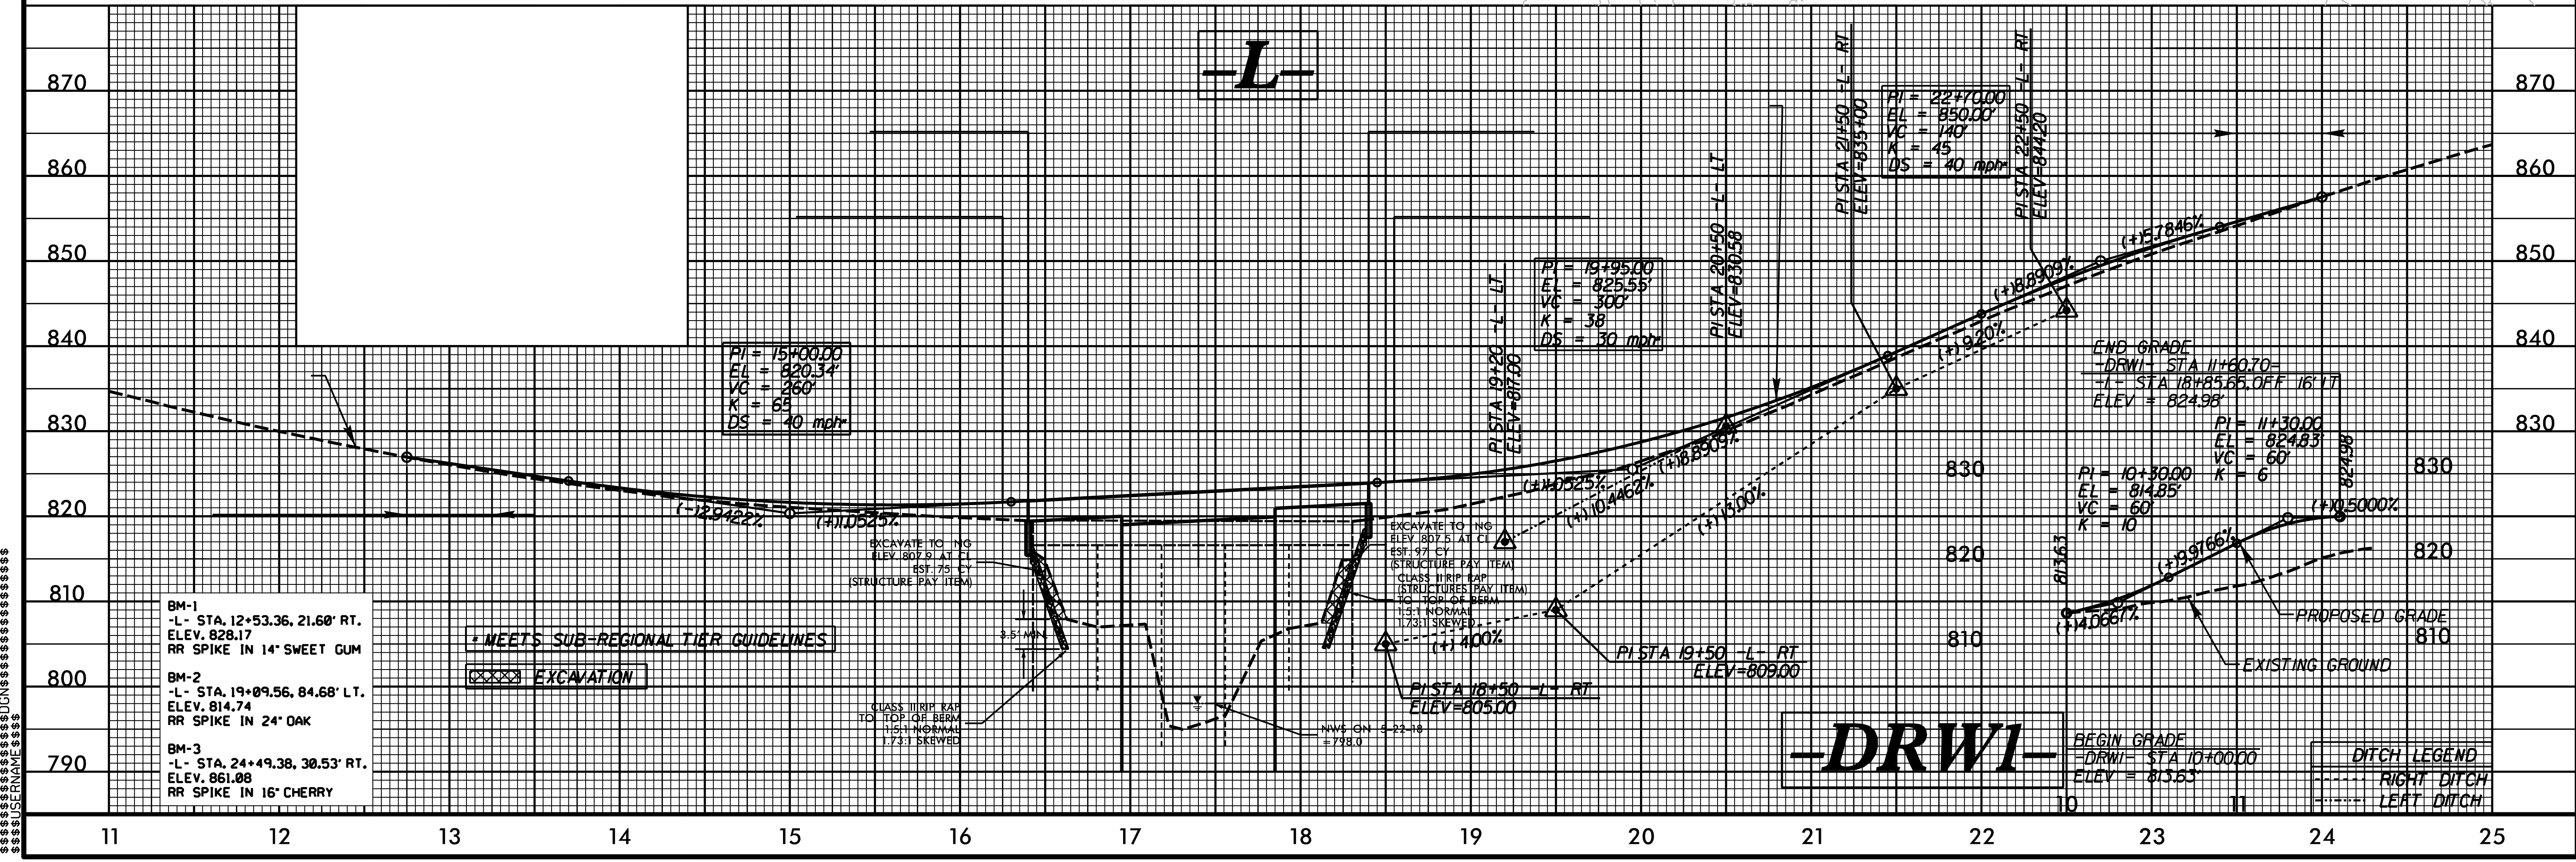 -L-
870
860
850
840
830
820
810
800
790
870
860
850
840
830
PI = 15+00.00
EL = 820.34'
VC = 260'
K = 65
DS = 40 mph*
PI = 19+95.00
EL = 825.55'
VC = 300'
K = 38
DS = 30 mph*
PI = 22+70.00
EL = 850.00'
VC = 140'
K = 45
DS = 40 mph*
PI STA 19+20 -L- LT
ELEV=817.00
PI STA 20+50 -L- LT
ELEV=830.58
PI STA 21+50 -L- RT
ELEV=835+00
PI STA 22+50 -L- RT
ELEV=844.20
(-)2.9422%
(+)1.0525%
(+)1.0525%
(+)8.8909%
(+)10.4462%
(+)13.00%
(+)9.20%
(+)8.8909%
(+)5.7846%
(+)4.00%
EXCAVATE TO NG
ELEV. 807.9 AT CL
EST. 75 CY
(STRUCTURE PAY ITEM)
3.5' MIN.
CLASS II RIP RAP
TO TOP OF BERM
1.5:1 NORMAL
1.73:1 SKEWED
EXCAVATE TO NG
ELEV. 807.5 AT CL
EST. 97 CY
(STRUCTURE PAY ITEM)
CLASS II RIP RAP
(STRUCTURES PAY ITEM)
TO TOP OF BERM
1.5:1 NORMAL
1.73:1 SKEWED
NWS ON 5-22-18
=798.0
PI STA 18+50 -L- RT
ELEV=805.00
PI STA 19+50 -L- RT
ELEV=809.00
BM-1
-L- STA. 12+53.36, 21.60' RT.
ELEV. 828.17
RR SPIKE IN 14" SWEET GUM
BM-2
-L- STA. 19+09.56, 84.68' LT.
ELEV. 814.74
RR SPIKE IN 24" OAK
BM-3
-L- STA. 24+49.38, 30.53' RT.
ELEV. 861.08
RR SPIKE IN 16" CHERRY
* MEETS SUB-REGIONAL TIER GUIDELINES
EXCAVATION
END GRADE
-DRW1- STA 11+60.70=
-L- STA 18+85.65, OFF 16' LT
ELEV = 824.98'
PI = 11+30.00
EL = 824.83'
VC = 60'
K = 6
PI = 10+30.00
EL = 814.85'
VC = 60'
K = 10
824.98
813.63
(+)0.5000%
(+)9.9766%
(+)4.0667%
830
820
810
830
820
810
PROPOSED GRADE
EXISTING GROUND
-DRW1-
BEGIN GRADE
-DRW1- STA 10+00.00
ELEV = 813.63'
10
11
DITCH LEGEND
RIGHT DITCH
LEFT DITCH
11 12 13 14 15 16 17 18 19 20 21 22 23 24 25